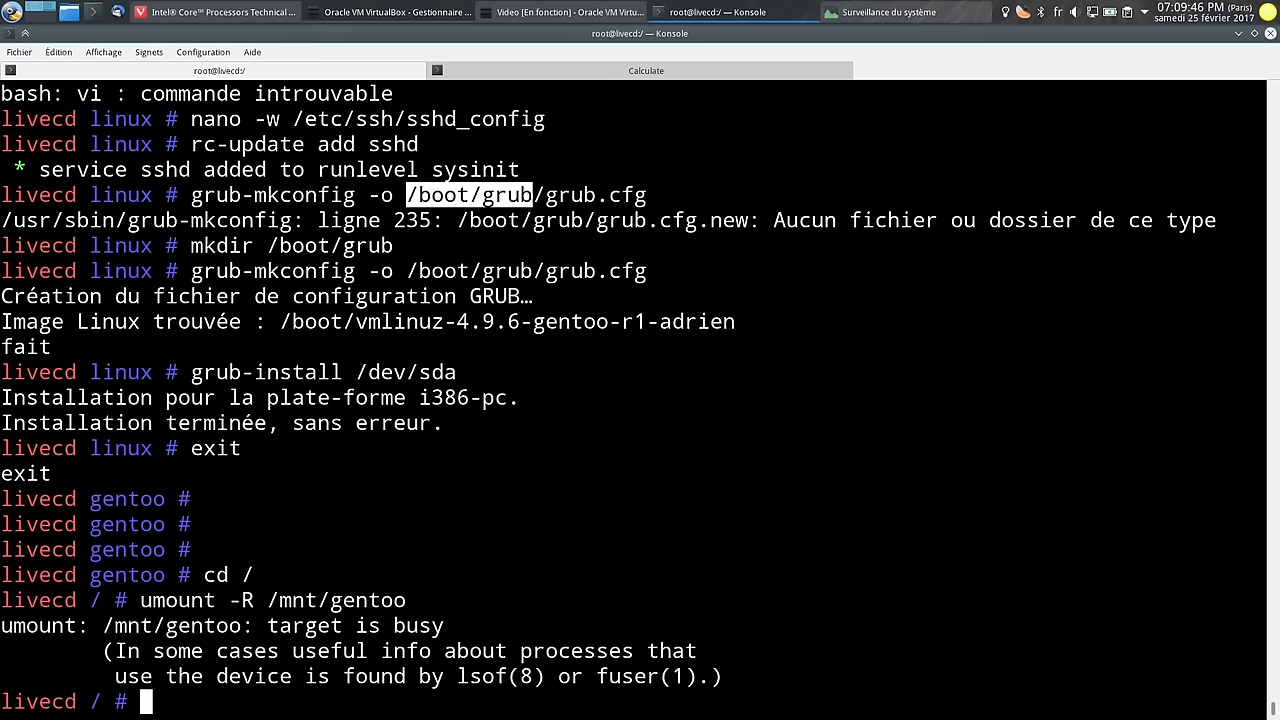 Intel® Core™ Processors Technical ...
Oracle VM VirtualBox - Gestionnaire ...
Video [En fonction] - Oracle VM Virtu...
root@livecd:/ — Konsole
Surveillance du système
fr
07:09:46 PM (Paris)
samedi 25 février 2017
root@livecd:/ — Konsole
Fichier Édition Affichage Signets Configuration Aide
root@livecd:/
Calculate
bash: vi : commande introuvable
livecd linux # nano -w /etc/ssh/sshd_config
livecd linux # rc-update add sshd
* service sshd added to runlevel sysinit
livecd linux # grub-mkconfig -o /boot/grub/grub.cfg
/usr/sbin/grub-mkconfig: ligne 235: /boot/grub/grub.cfg.new: Aucun fichier ou dossier de ce type
livecd linux # mkdir /boot/grub
livecd linux # grub-mkconfig -o /boot/grub/grub.cfg
Création du fichier de configuration GRUB…
Image Linux trouvée : /boot/vmlinuz-4.9.6-gentoo-r1-adrien
fait
livecd linux # grub-install /dev/sda
Installation pour la plate-forme i386-pc.
Installation terminée, sans erreur.
livecd linux # exit
exit
livecd gentoo #
livecd gentoo #
livecd gentoo #
livecd gentoo # cd /
livecd / # umount -R /mnt/gentoo
umount: /mnt/gentoo: target is busy
(In some cases useful info about processes that
use the device is found by lsof(8) or fuser(1).)
livecd / #